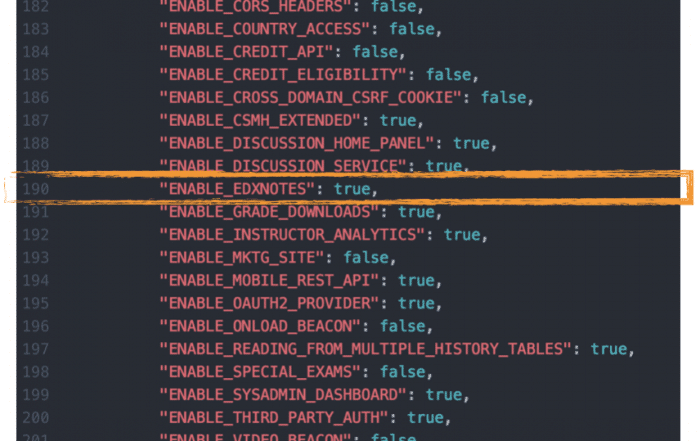 182 "ENABLE_CORS_HEADERS": false,
183 "ENABLE_COUNTRY_ACCESS": false,
184 "ENABLE_CREDIT_API": false,
185 "ENABLE_CREDIT_ELIGIBILITY": false,
186 "ENABLE_CROSS_DOMAIN_CSRF_COOKIE": false,
187 "ENABLE_CSMH_EXTENDED": true,
188 "ENABLE_DISCUSSION_HOME_PANEL": true,
189 "ENABLE_DISCUSSION_SERVICE": true,
190 "ENABLE_EDXNOTES": true,
191 "ENABLE_GRADE_DOWNLOADS": true,
192 "ENABLE_INSTRUCTOR_ANALYTICS": true,
193 "ENABLE_MKTG_SITE": false,
194 "ENABLE_MOBILE_REST_API": true,
195 "ENABLE_OAUTH2_PROVIDER": true,
196 "ENABLE_ONLOAD_BEACON": false,
197 "ENABLE_READING_FROM_MULTIPLE_HISTORY_TABLES": true,
198 "ENABLE_SPECIAL_EXAMS": false,
199 "ENABLE_SYSADMIN_DASHBOARD": true,
200 "ENABLE_THIRD_PARTY_AUTH": true,
201 "ENABLE_VIDEO_BEACON": false,